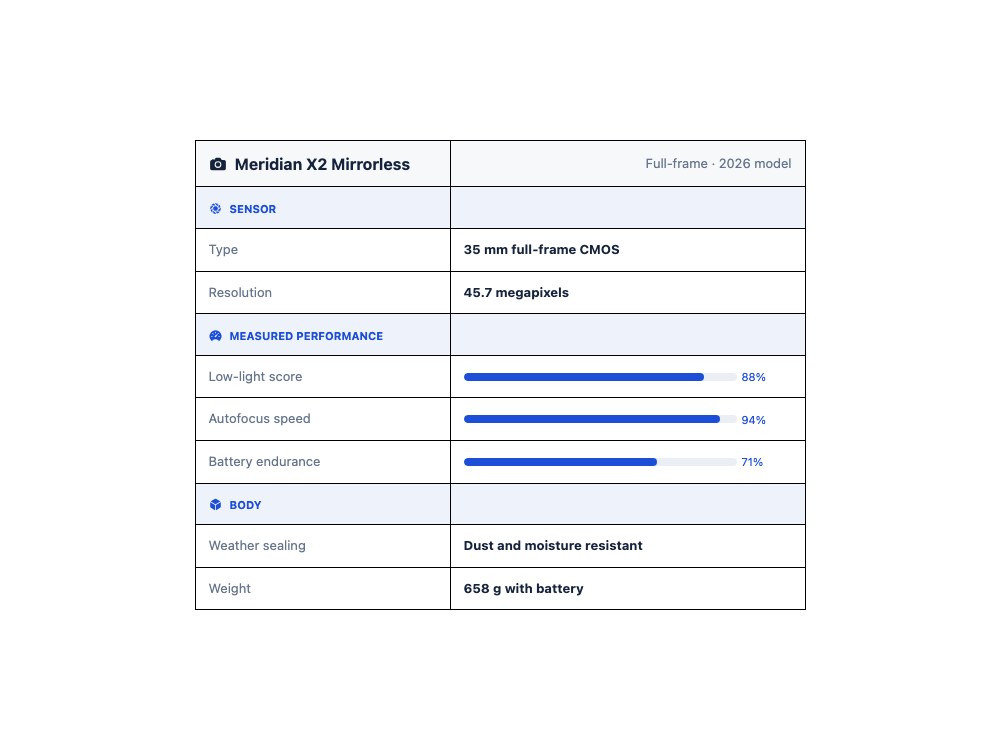 Meridian X2 Mirrorless
Full-frame · 2026 model
SENSOR
Type
35 mm full-frame CMOS
Resolution
45.7 megapixels
MEASURED PERFORMANCE
Low-light score
88%
Autofocus speed
94%
Battery endurance
71%
BODY
Weather sealing
Dust and moisture resistant
Weight
658 g with battery